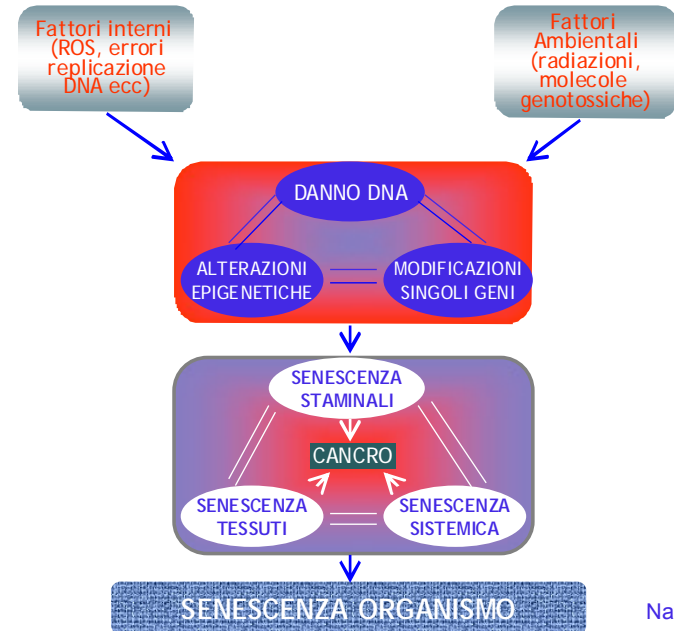 Fattori interni
(ROS, errori
replicazione
DNA ecc)
Fattori
Ambientali
(radiazioni,
molecole
genotossiche)
DANNO DNA
ALTERAZIONI
EPIGENETICHE
MODIFICAZIONI
SINGOLI GENI
SENESCENZA
STAMINALI
CANCRO
SENESCENZA
TESSUTI
SENESCENZA
SISTEMICA
SENESCENZA ORGANISMO
Na